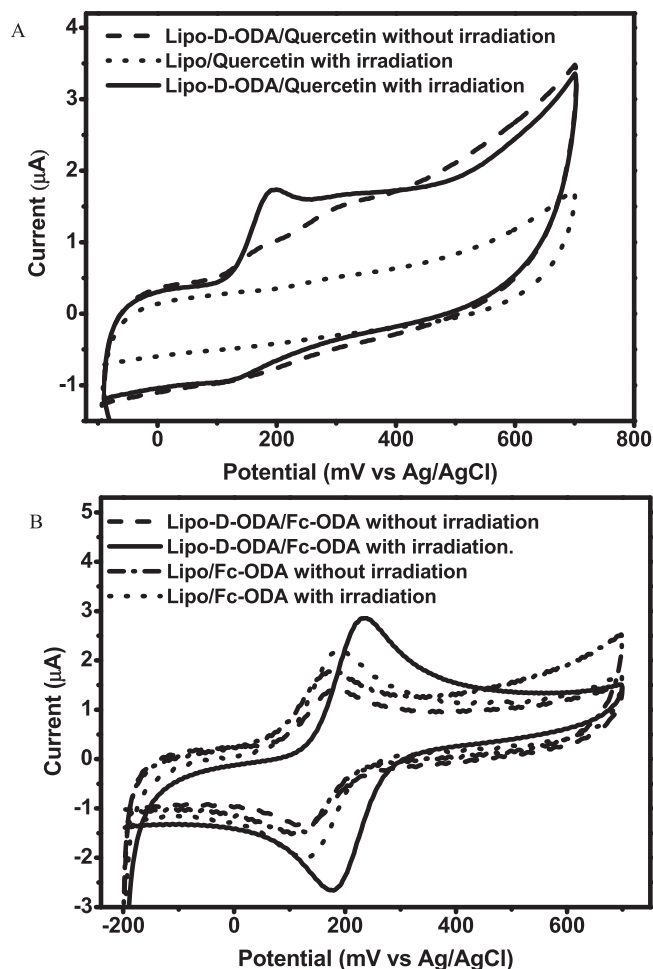 A
4
Lipo-D-ODA/Quercetin without irradiation
Lipo/Quercetin with irradiation
Lipo-D-ODA/Quercetin with irradiation
3
2
1
0
-1
Current (μA)
0 200 400 600 800
Potential (mV vs Ag/AgCl)
B
5
Lipo-D-ODA/Fc-ODA without irradiation
Lipo-D-ODA/Fc-ODA with irradiation.
Lipo/Fc-ODA without irradiation
Lipo/Fc-ODA with irradiation
4
3
2
1
0
-1
-2
-3
Current (μA)
-200 0 200 400 600
Potential (mV vs Ag/AgCl)